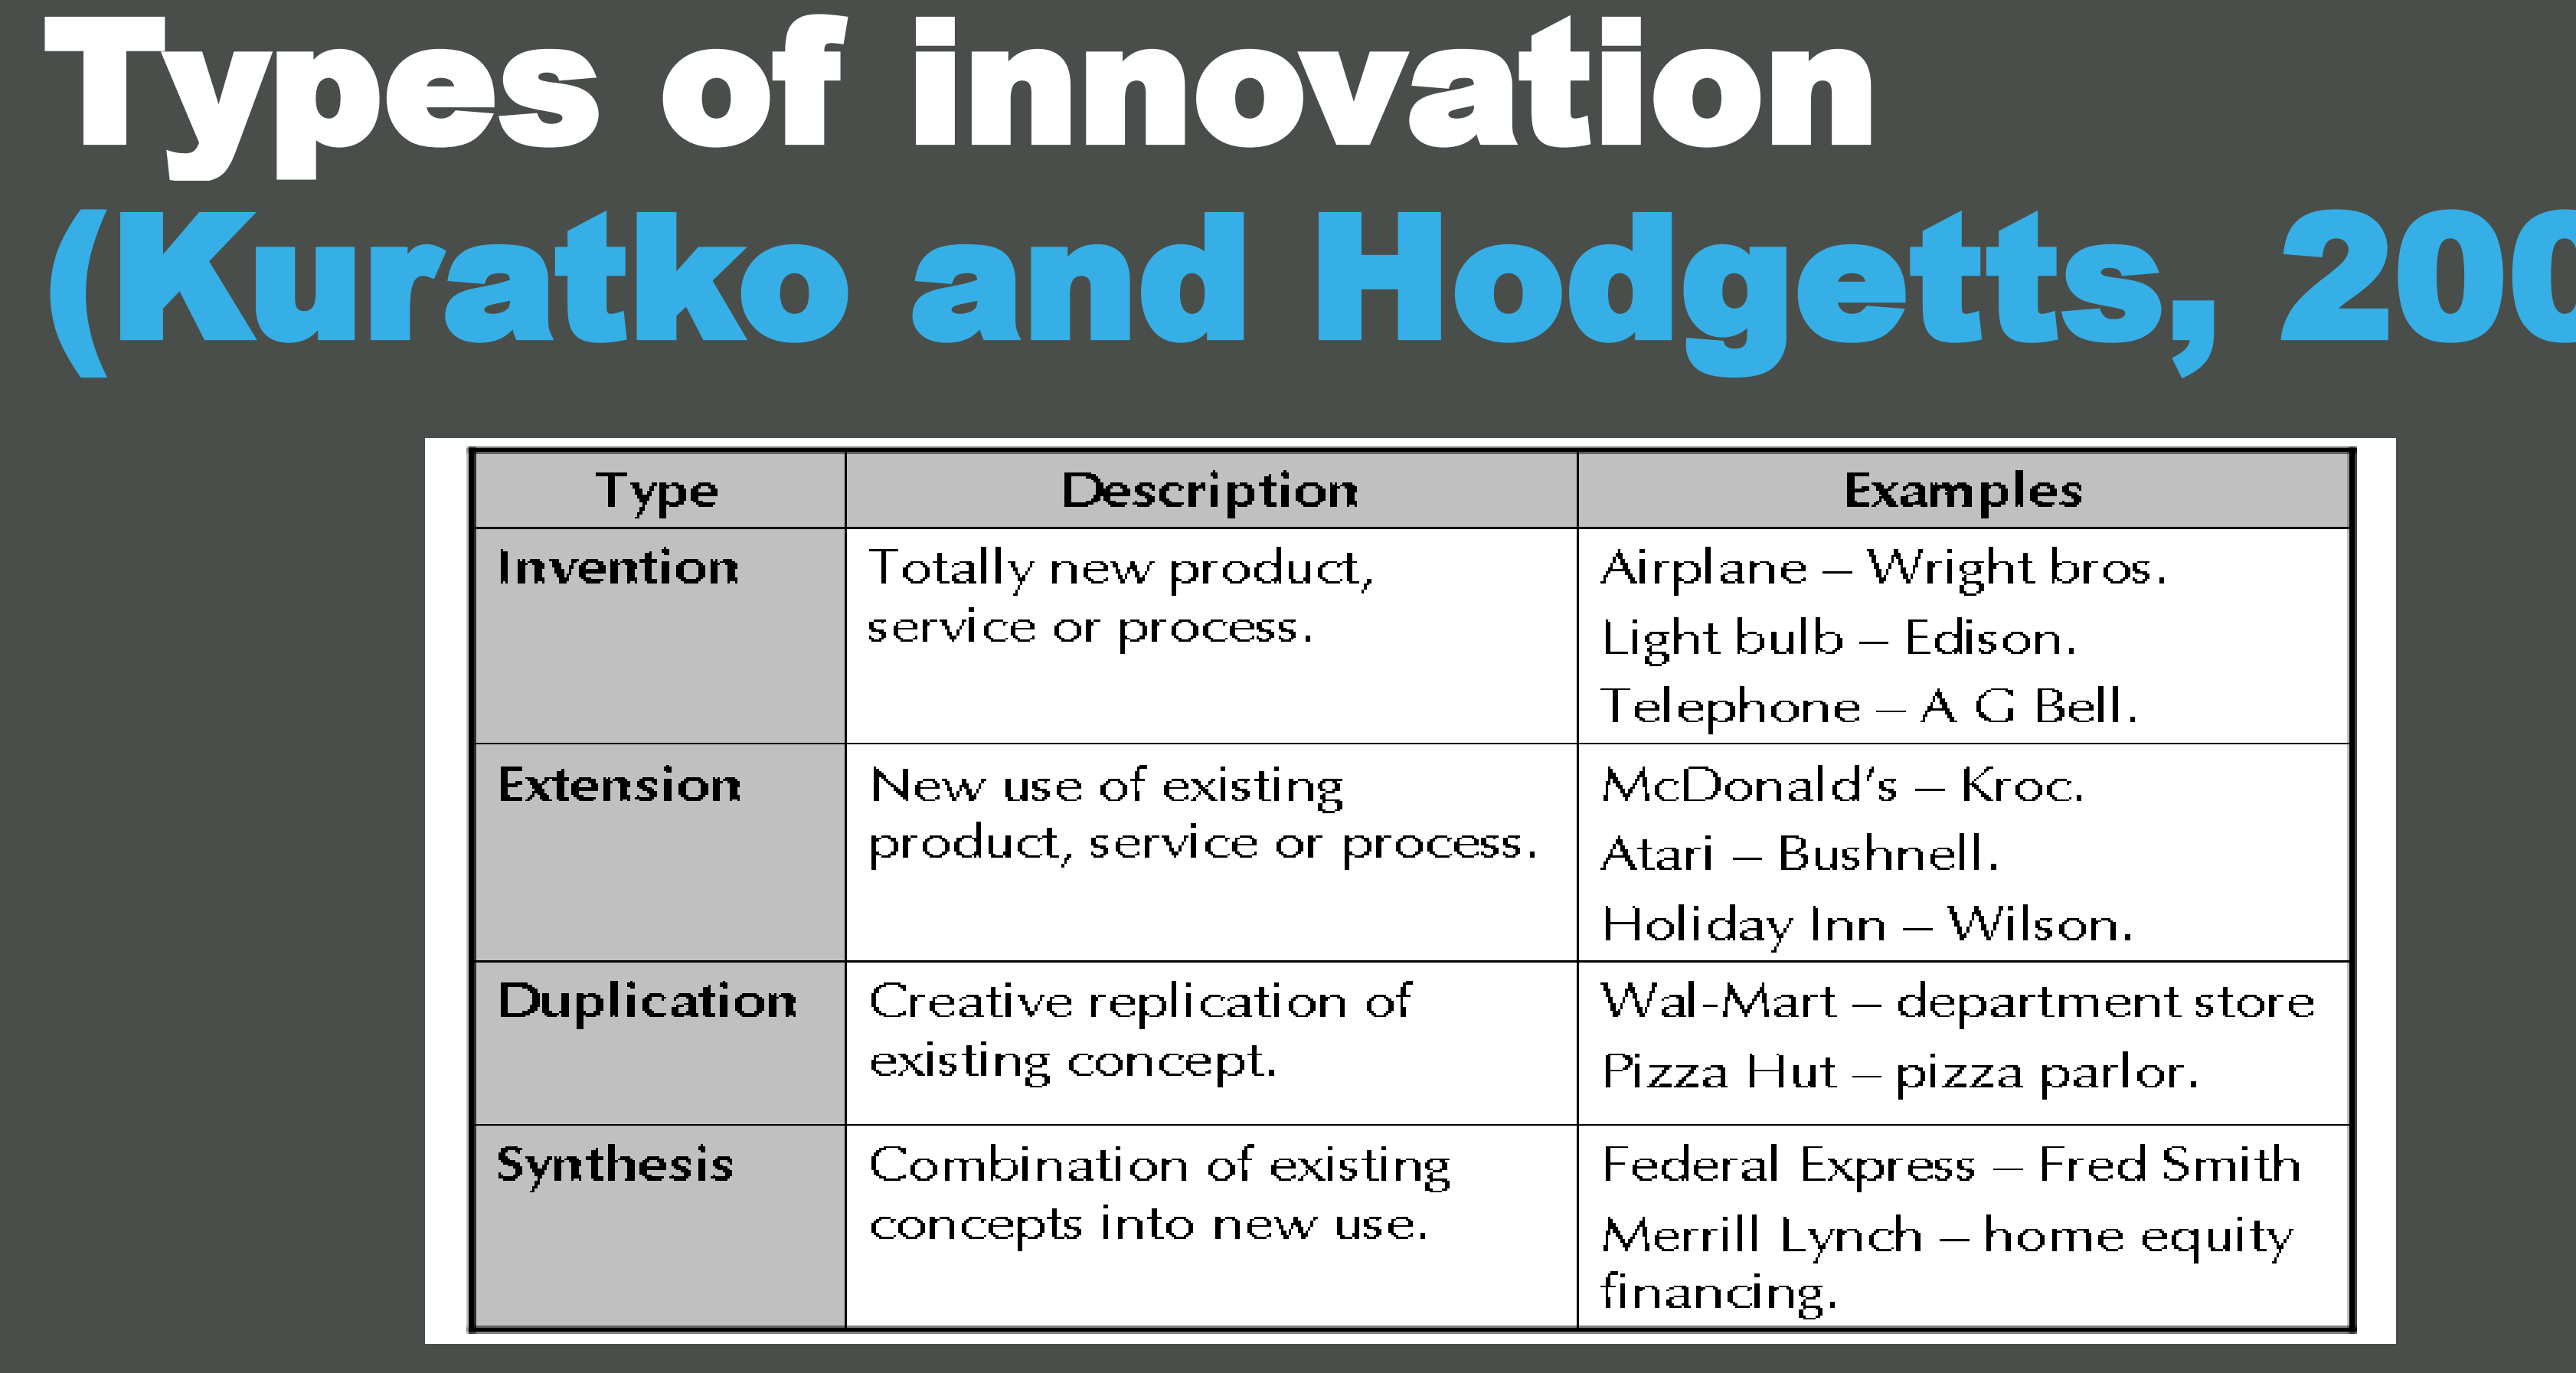 Types of innovation
(Kuratko and Hodgetts, 200
Type Description Examples
Invention Totally new product, Airplane – Wright bros.
service or process. Light bulb – Edison.
Telephone – A G Bell.
Extension New use of existing McDonald's – Kroc.
product, service or process. Atari – Bushnell.
Holiday Inn – Wilson.
Duplication Creative replication of Wal-Mart – department store
existing concept. Pizza Hut – pizza parlor.
Synthesis Combination of existing Federal Express – Fred Smith
concepts into new use. Merrill Lynch – home equity
financing.